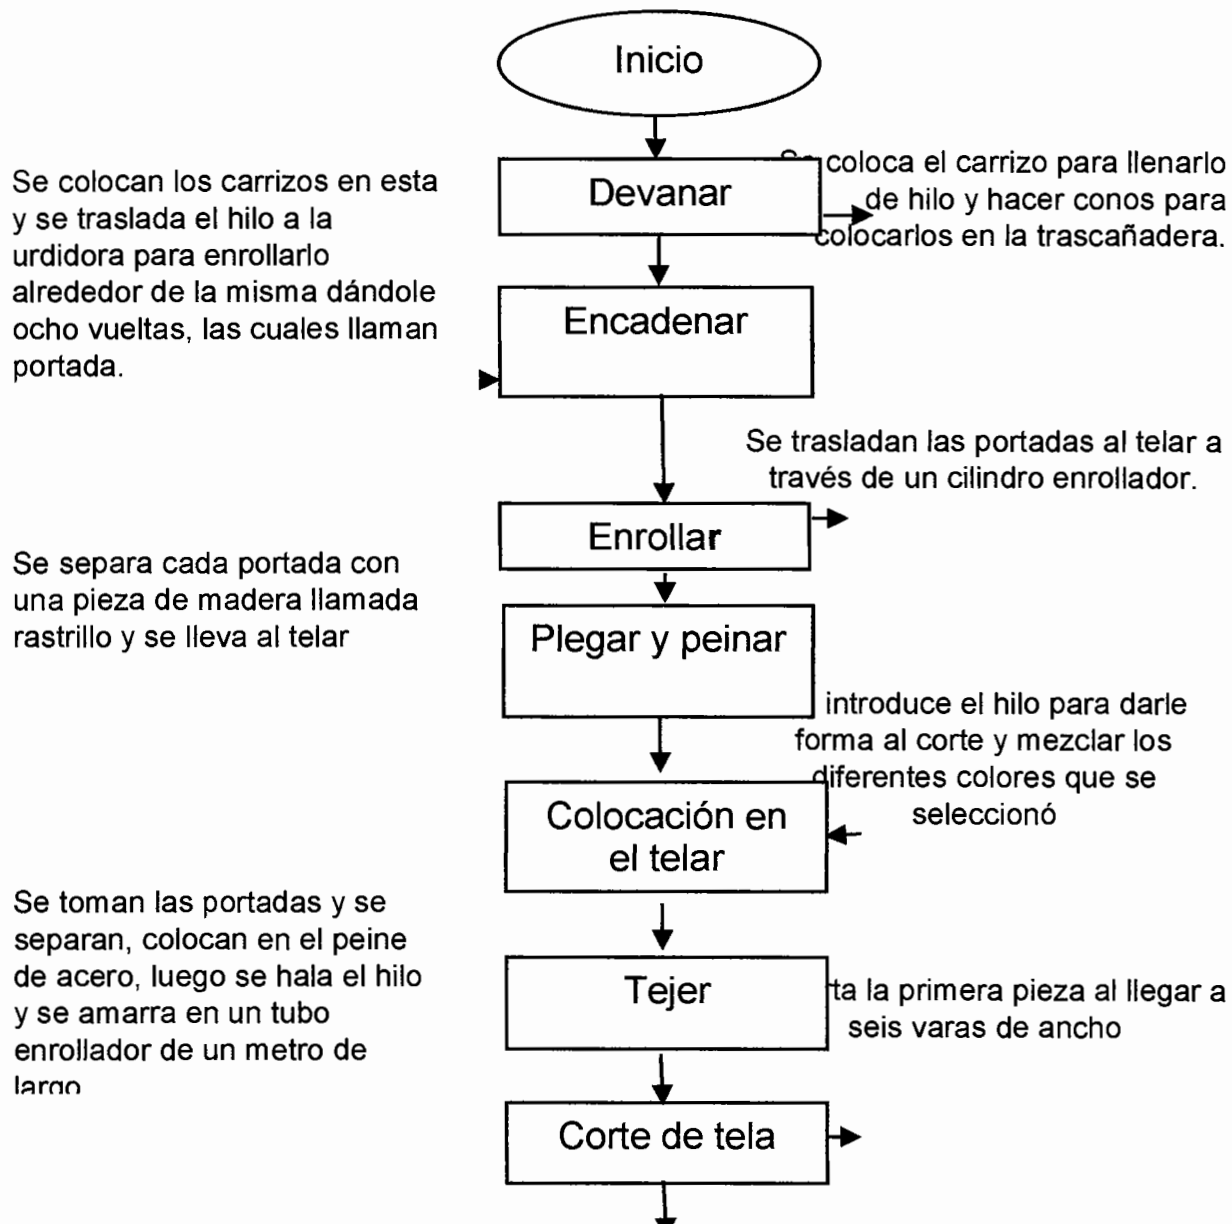 Inicio
Se coloca el carrizo para llenarlo
de hilo y hacer conos para
colocarlos en la trascañadera.
Devanar
Se colocan los carrizos en esta
y se traslada el hilo a la
urdidora para enrollarlo
alrededor de la misma dándole
ocho vueltas, las cuales llaman
portada.
Encadenar
Se trasladan las portadas al telar a
través de un cilindro enrollador.
Enrollar
Se separa cada portada con
una pieza de madera llamada
rastrillo y se lleva al telar
Plegar y peinar
introduce el hilo para darle
forma al corte y mezclar los
diferentes colores que se
seleccionó
Colocación en
el telar
Se toman las portadas y se
separan, colocan en el peine
de acero, luego se hala el hilo
y se amarra en un tubo
enrollador de un metro de
largo
Tejer
ta la primera pieza al llegar a
seis varas de ancho
Corte de tela